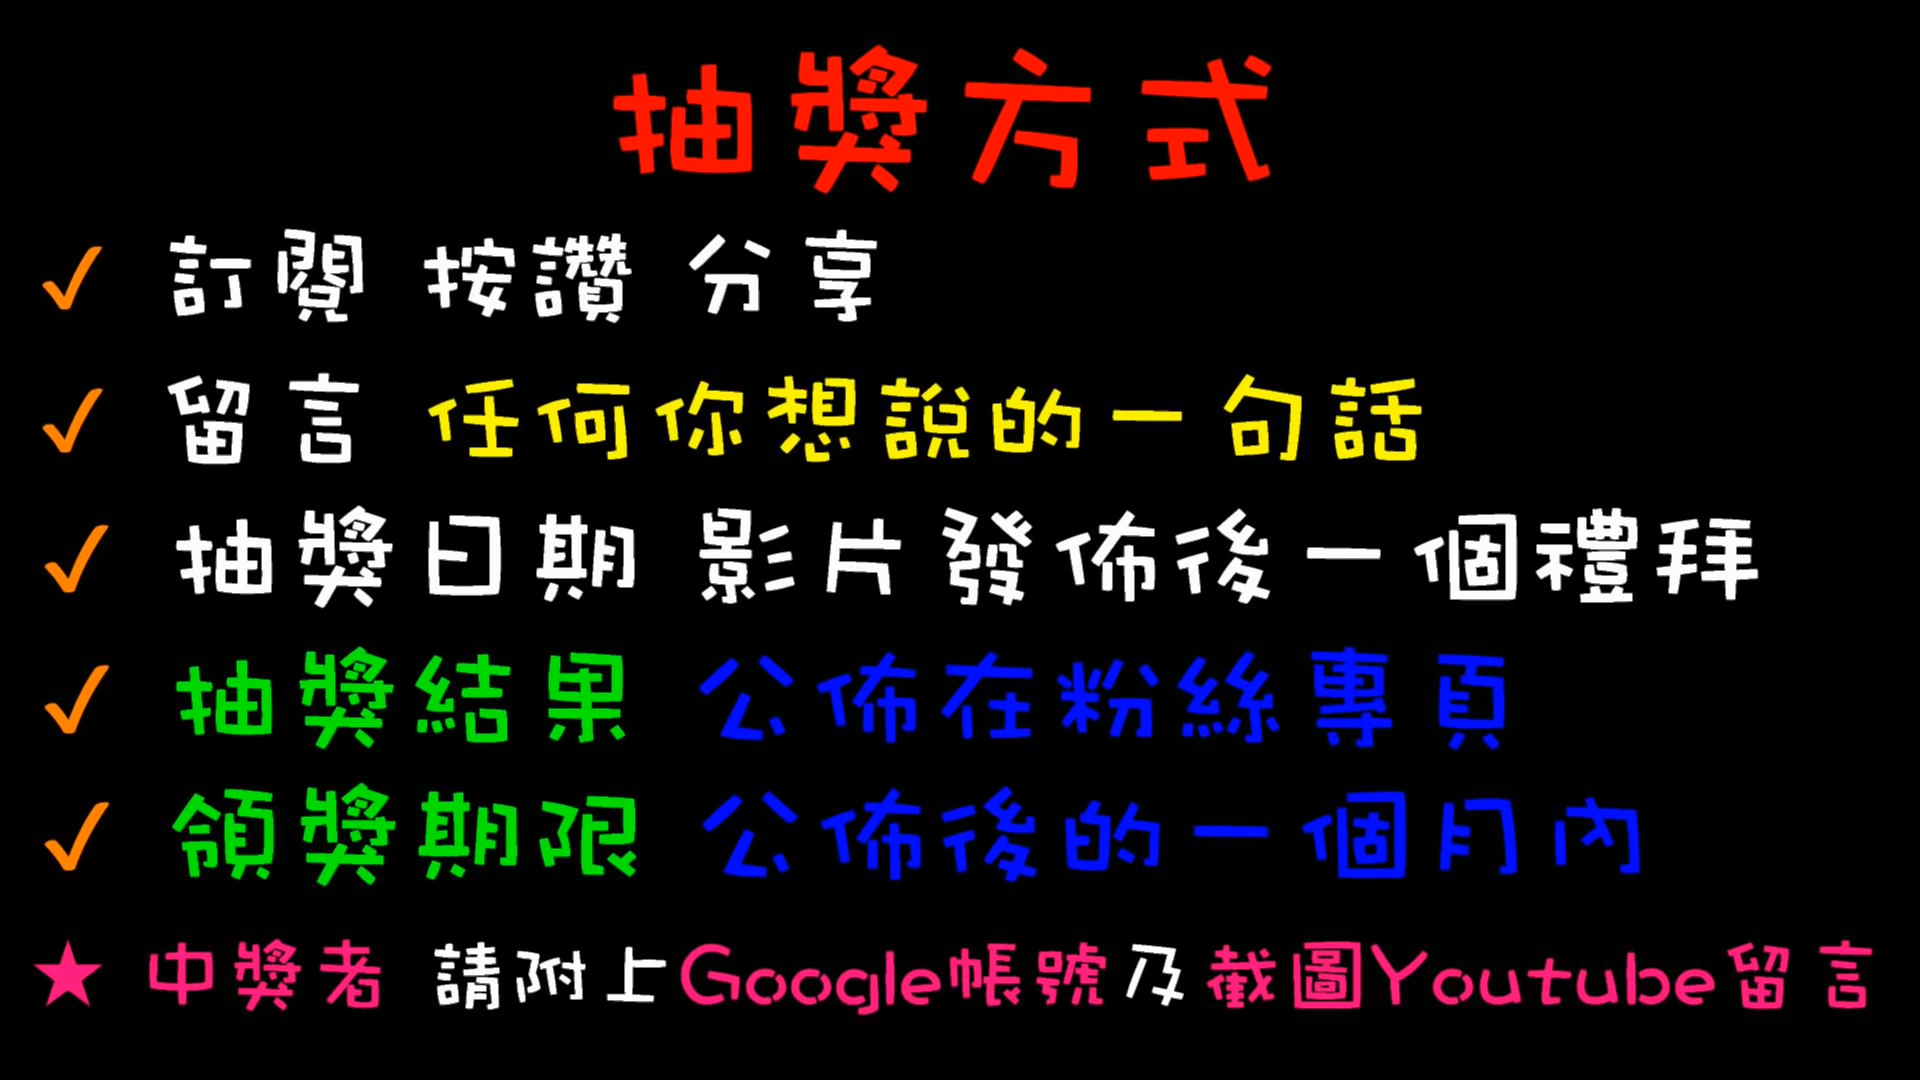 抽獎方式
✓ 訂閱 按讚 分享
✓ 留言 任何你想說的一句話
✓ 抽獎日期 影片發佈後一個禮拜
✓ 抽獎結果 公佈在粉絲專頁
✓ 領獎期限 公佈後的一個月內
★ 中獎者 請附上Google帳號及截圖Youtube留言